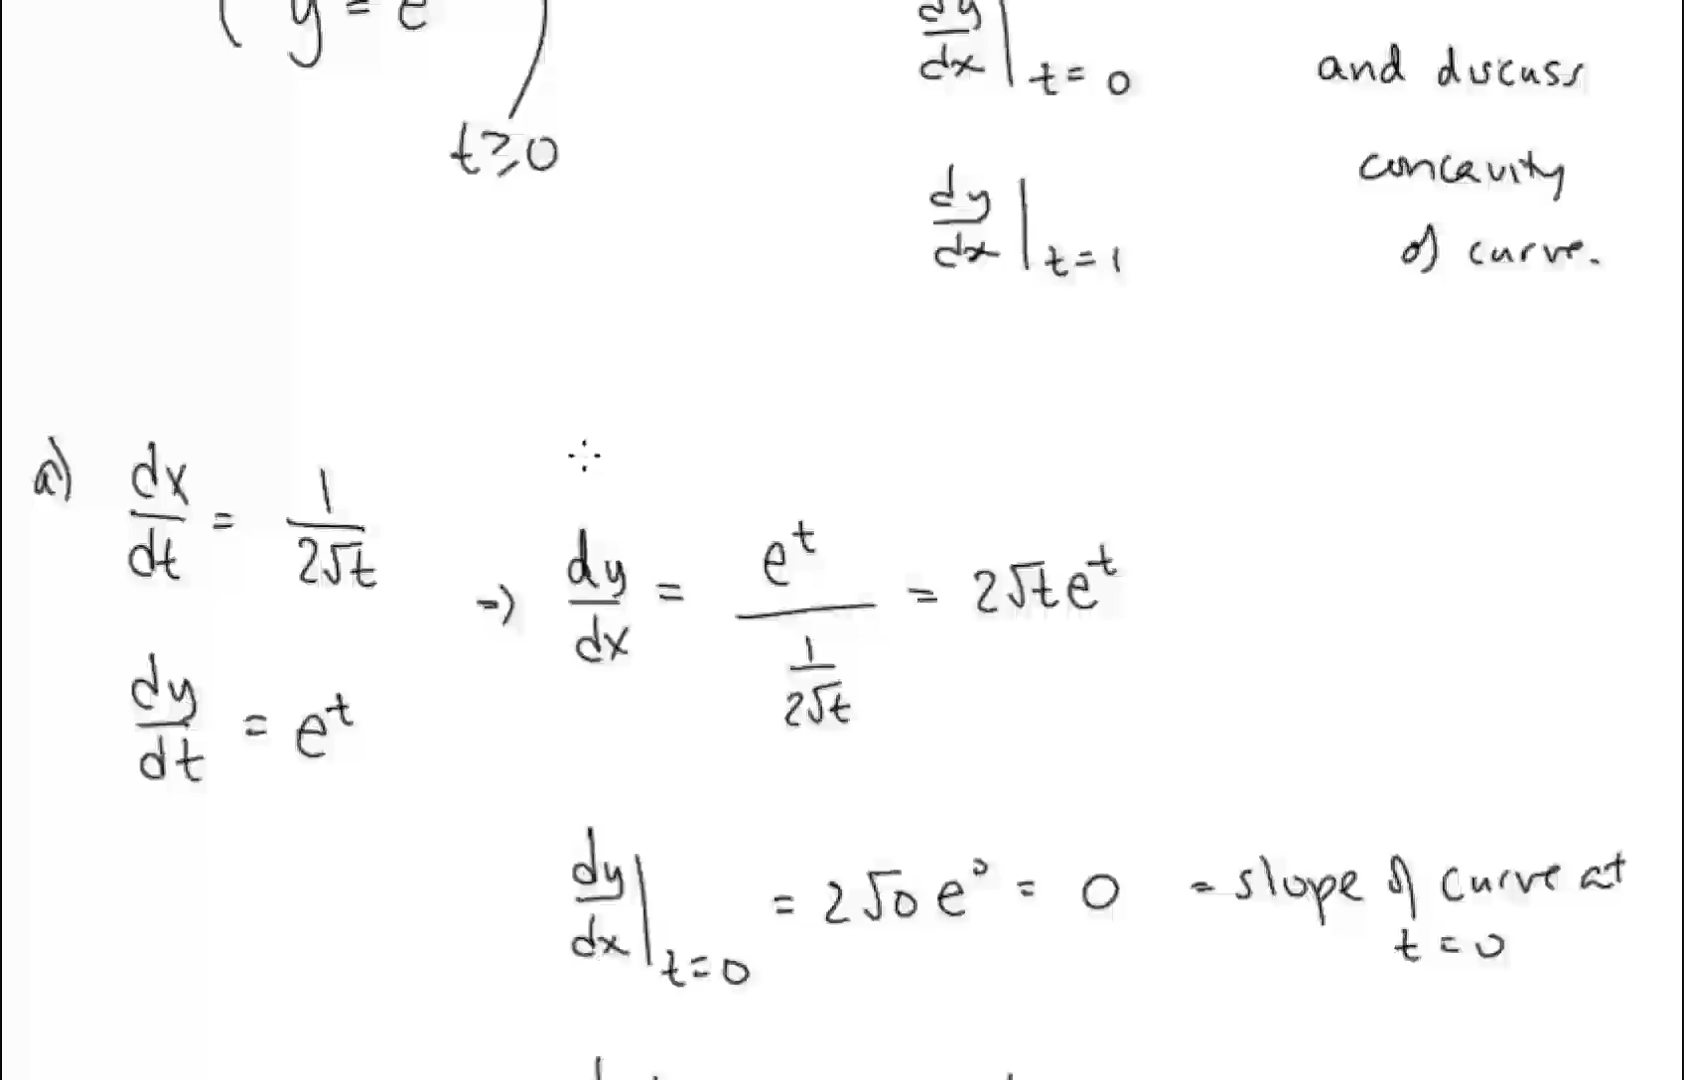 ( y = e
t ≥ 0
dy/dx | t = 0
and discuss
concavity
of curve.
dy/dx | t = 1
a) dx/dt = 1/(2√t)
÷
=> dy/dx = e^t / (1/(2√t)) = 2√t e^t
dy/dt = e^t
dy/dx | t=0 = 2√0 e^0 = 0 = slope of curve at
t = 0